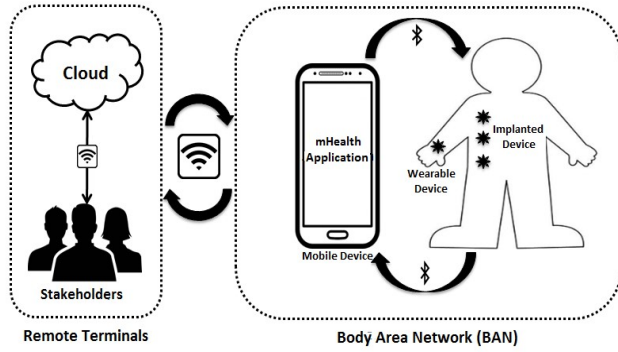 Cloud
Stakeholders
Remote Terminals
mHealth
Application
Mobile Device
Implanted
Device
Wearable
Device
Body Area Network (BAN)